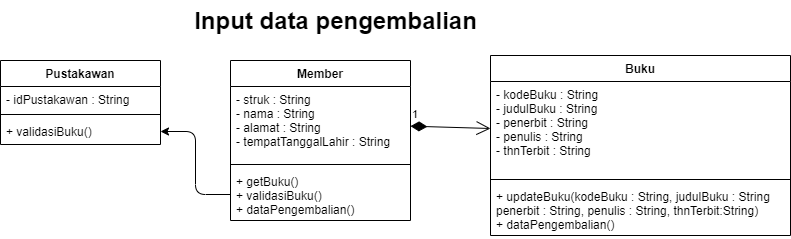 Input data pengembalian
Pustakawan
- idPustakawan : String
+ validasiBuku()
Member
- struk : String
- nama : String
- alamat : String
- tempatTanggalLahir : String
+ getBuku()
+ validasiBuku()
+ dataPengembalian()
1
Buku
- kodeBuku : String
- judulBuku : String
- penerbit : String
- penulis : String
- thnTerbit : String
+ updateBuku(kodeBuku : String, judulBuku : String
penerbit : String, penulis : String, thnTerbit:String)
+ dataPengembalian()